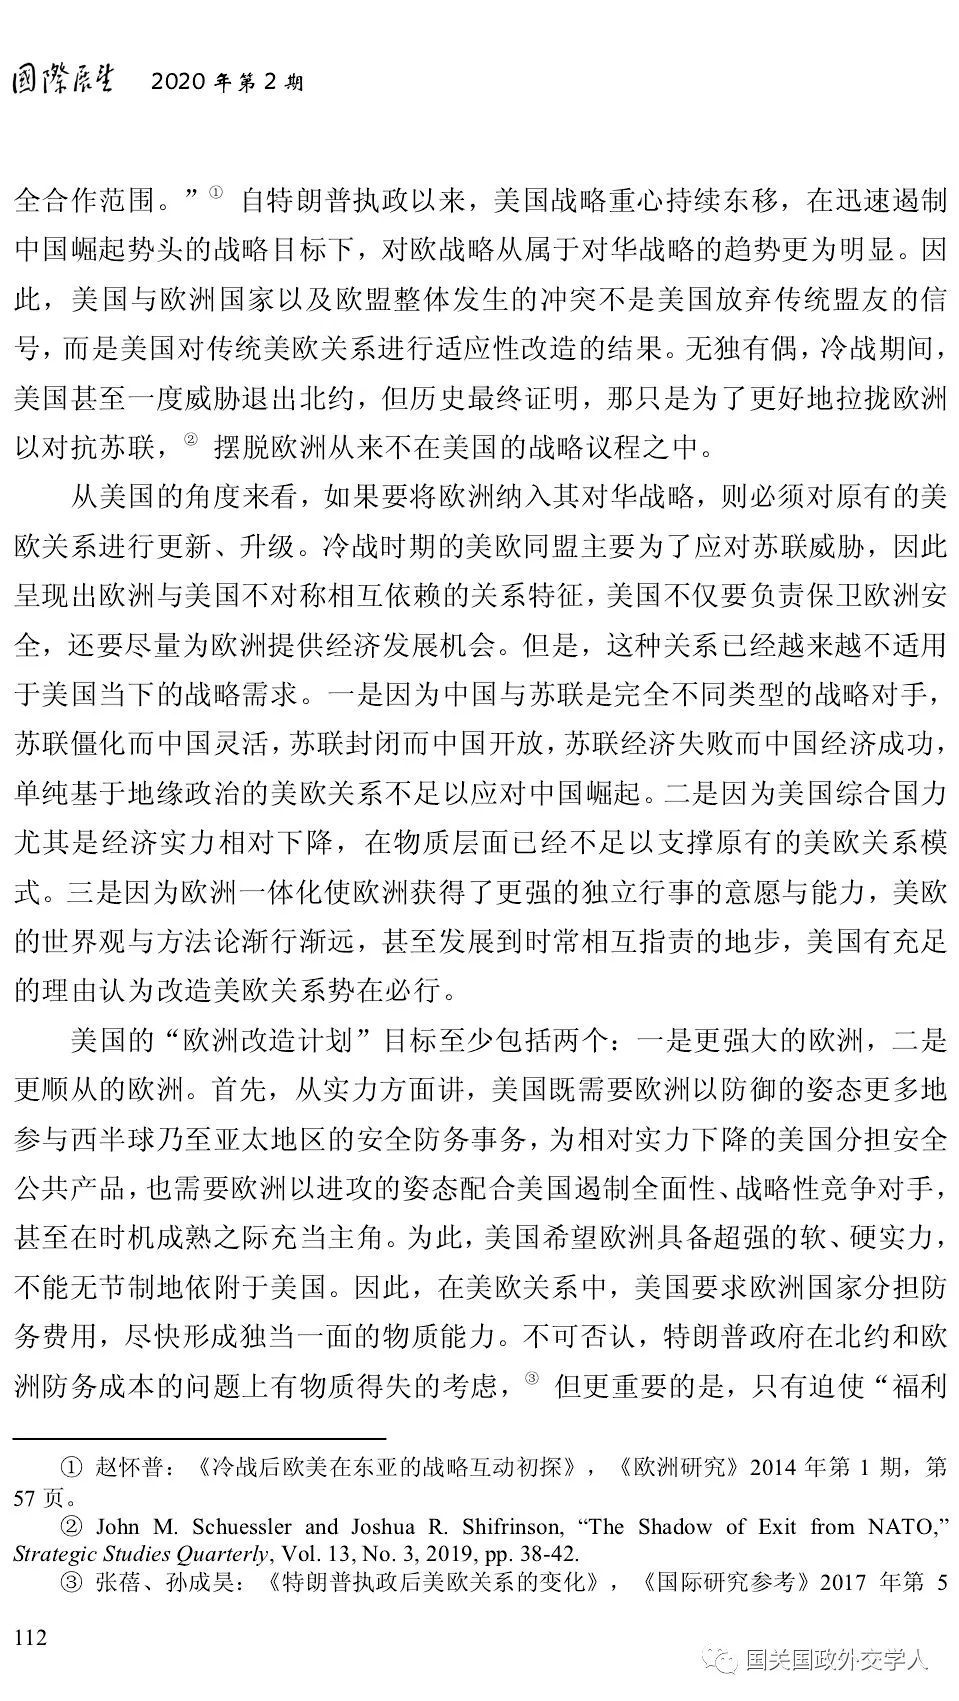 國際展望 2020 年第 2 期
全合作范围。”① 自特朗普执政以来，美国战略重心持续东移，在迅速遏制
中国崛起势头的战略目标下，对欧战略从属于对华战略的趋势更为明显。因
此，美国与欧洲国家以及欧盟整体发生的冲突不是美国放弃传统盟友的信
号，而是美国对传统美欧关系进行适应性改造的结果。无独有偶，冷战期间，
美国甚至一度威胁退出北约，但历史最终证明，那只是为了更好地拉拢欧洲
以对抗苏联，② 摆脱欧洲从来不在美国的战略议程之中。
从美国的角度来看，如果要将欧洲纳入其对华战略，则必须对原有的美
欧关系进行更新、升级。冷战时期的美欧同盟主要为了应对苏联威胁，因此
呈现出欧洲与美国不对称相互依赖的关系特征，美国不仅要负责保卫欧洲安
全，还要尽量为欧洲提供经济发展机会。但是，这种关系已经越来越不适用
于美国当下的战略需求。一是因为中国与苏联是完全不同类型的战略对手，
苏联僵化而中国灵活，苏联封闭而中国开放，苏联经济失败而中国经济成功，
单纯基于地缘政治的美欧关系不足以应对中国崛起。二是因为美国综合国力
尤其是经济实力相对下降，在物质层面已经不足以支撑原有的美欧关系模
式。三是因为欧洲一体化使欧洲获得了更强的独立行事的意愿与能力，美欧
的世界观与方法论渐行渐远，甚至发展到时常相互指责的地步，美国有充足
的理由认为改造美欧关系势在必行。
美国的“欧洲改造计划”目标至少包括两个：一是更强大的欧洲，二是
更顺从的欧洲。首先，从实力方面讲，美国既需要欧洲以防御的姿态更多地
参与西半球乃至亚太地区的安全防务事务，为相对实力下降的美国分担安全
公共产品，也需要欧洲以进攻的姿态配合美国遏制全面性、战略性竞争对手，
甚至在时机成熟之际充当主角。为此，美国希望欧洲具备超强的软、硬实力，
不能无节制地依附于美国。因此，在美欧关系中，美国要求欧洲国家分担防
务费用，尽快形成独当一面的物质能力。不可否认，特朗普政府在北约和欧
洲防务成本的问题上有物质得失的考虑，③ 但更重要的是，只有迫使“福利
① 赵怀普：《冷战后欧美在东亚的战略互动初探》，《欧洲研究》2014 年第 1 期，第
57 页。
② John M. Schuessler and Joshua R. Shifrinson, “The Shadow of Exit from NATO,”
Strategic Studies Quarterly, Vol. 13, No. 3, 2019, pp. 38-42.
③ 张蓓、孙成昊：《特朗普执政后美欧关系的变化》，《国际研究参考》2017 年第 5
112
国关国政外交学人